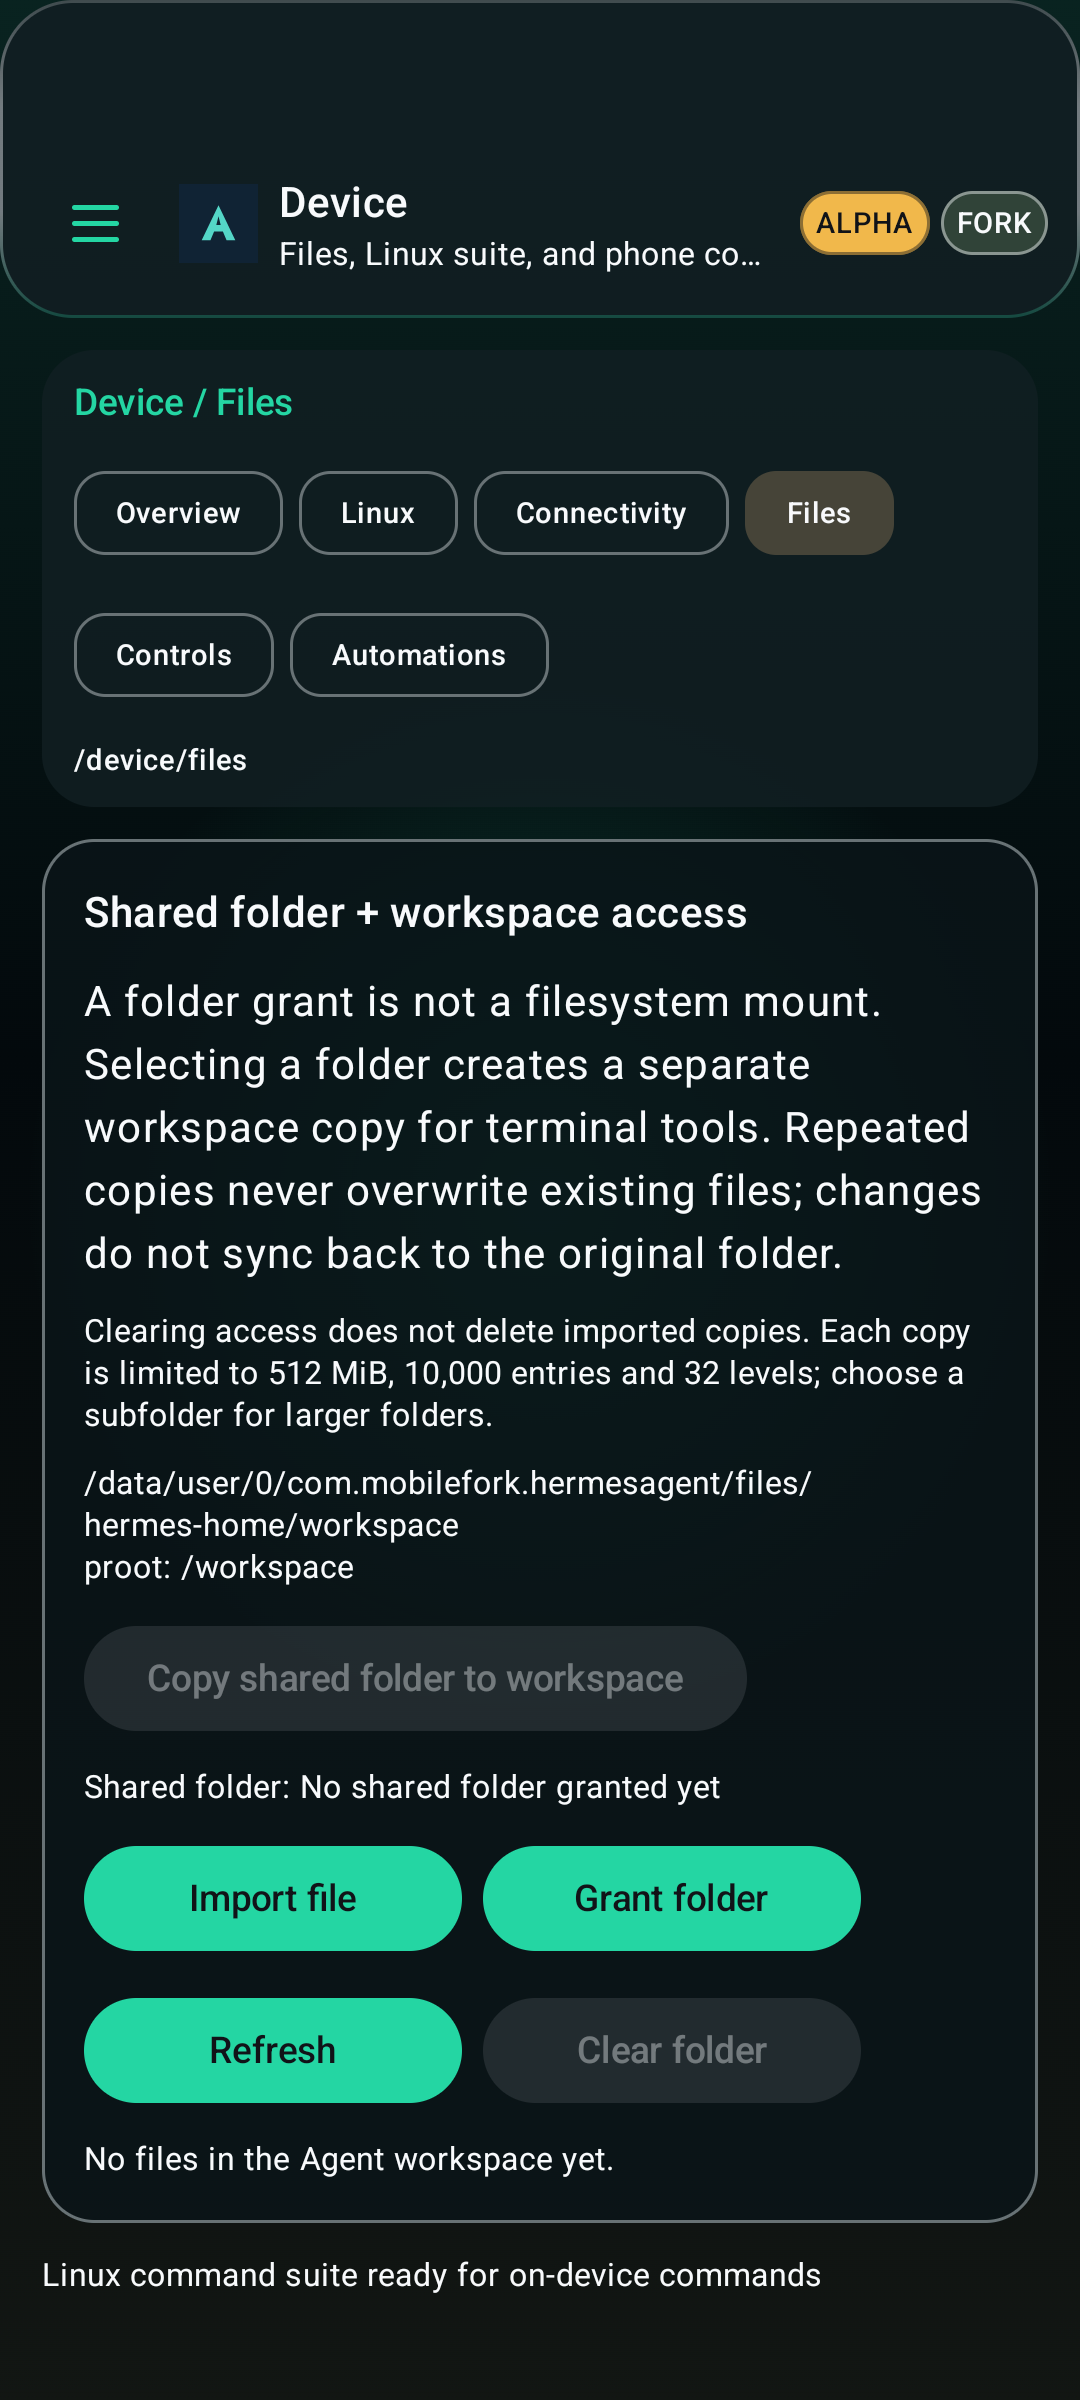 Device
Files, Linux suite, and phone co…
ALPHA
FORK
Device / Files
Overview
Linux
Connectivity
Files
Controls
Automations
/device/files
Shared folder + workspace access
A folder grant is not a filesystem mount.
Selecting a folder creates a separate
workspace copy for terminal tools. Repeated
copies never overwrite existing files; changes
do not sync back to the original folder.
Clearing access does not delete imported copies. Each copy
is limited to 512 MiB, 10,000 entries and 32 levels; choose a
subfolder for larger folders.
/data/user/0/com.mobilefork.hermesagent/files/
hermes-home/workspace
proot: /workspace
Copy shared folder to workspace
Shared folder: No shared folder granted yet
Import file
Grant folder
Refresh
Clear folder
No files in the Agent workspace yet.
Linux command suite ready for on-device commands